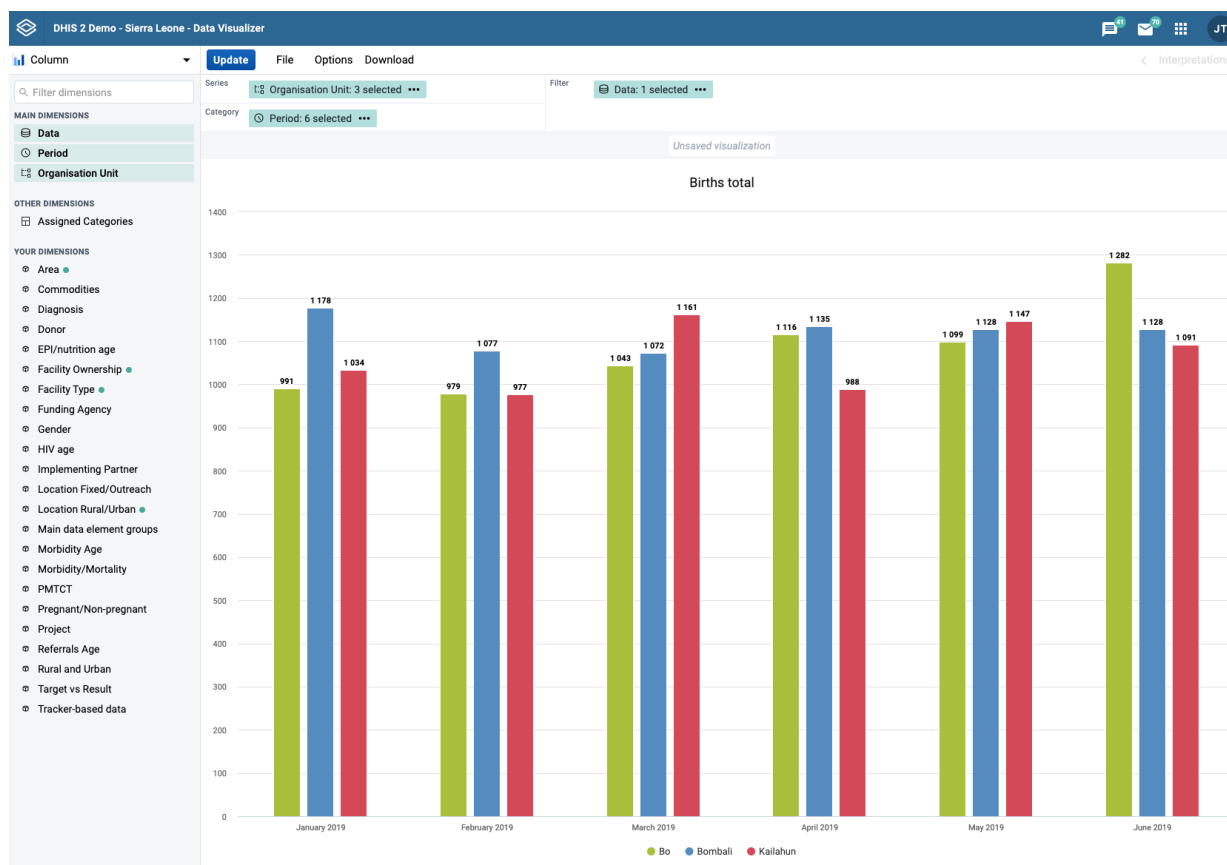 DHIS 2 Demo - Sierra Leone - Data Visualizer
41
70
JT
Column
Update File Options Download
Interpretation
Filter dimensions
MAIN DIMENSIONS
Data
Period
Organisation Unit
OTHER DIMENSIONS
Assigned Categories
YOUR DIMENSIONS
Area
Commodities
Diagnosis
Donor
EPI/nutrition age
Facility Ownership
Facility Type
Funding Agency
Gender
HIV age
Implementing Partner
Location Fixed/Outreach
Location Rural/Urban
Main data element groups
Morbidity Age
Morbidity/Mortality
PMTCT
Pregnant/Non-pregnant
Project
Referrals Age
Rural and Urban
Target vs Result
Tracker-based data
Series
Organisation Unit: 3 selected •••
Filter
Data: 1 selected •••
Category
Period: 6 selected •••
Unsaved visualization
Births total
1400
1300
1200
1100
1000
900
800
700
600
500
400
300
200
100
0
991 1 178 1 034
979 1 077 977
1 043 1 072 1 161
1 116 1 135 988
1 099 1 128 1 147
1 282 1 128 1 091
January 2019 February 2019 March 2019 April 2019 May 2019 June 2019
Bo Bombali Kailahun